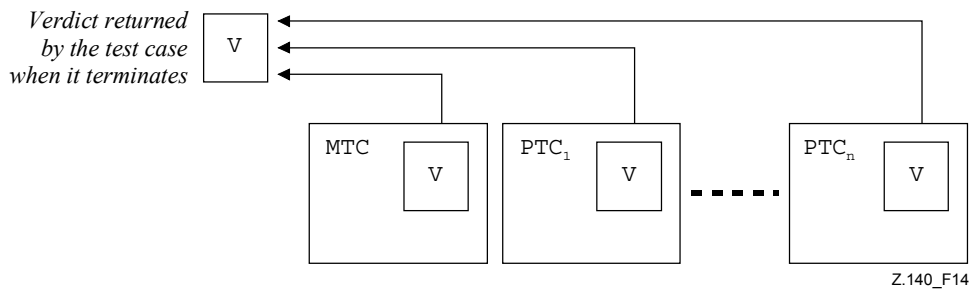 Verdict returned
by the test case
when it terminates
V
MTC
V
PTC₁
V
PTCₙ
V
Z.140_F14